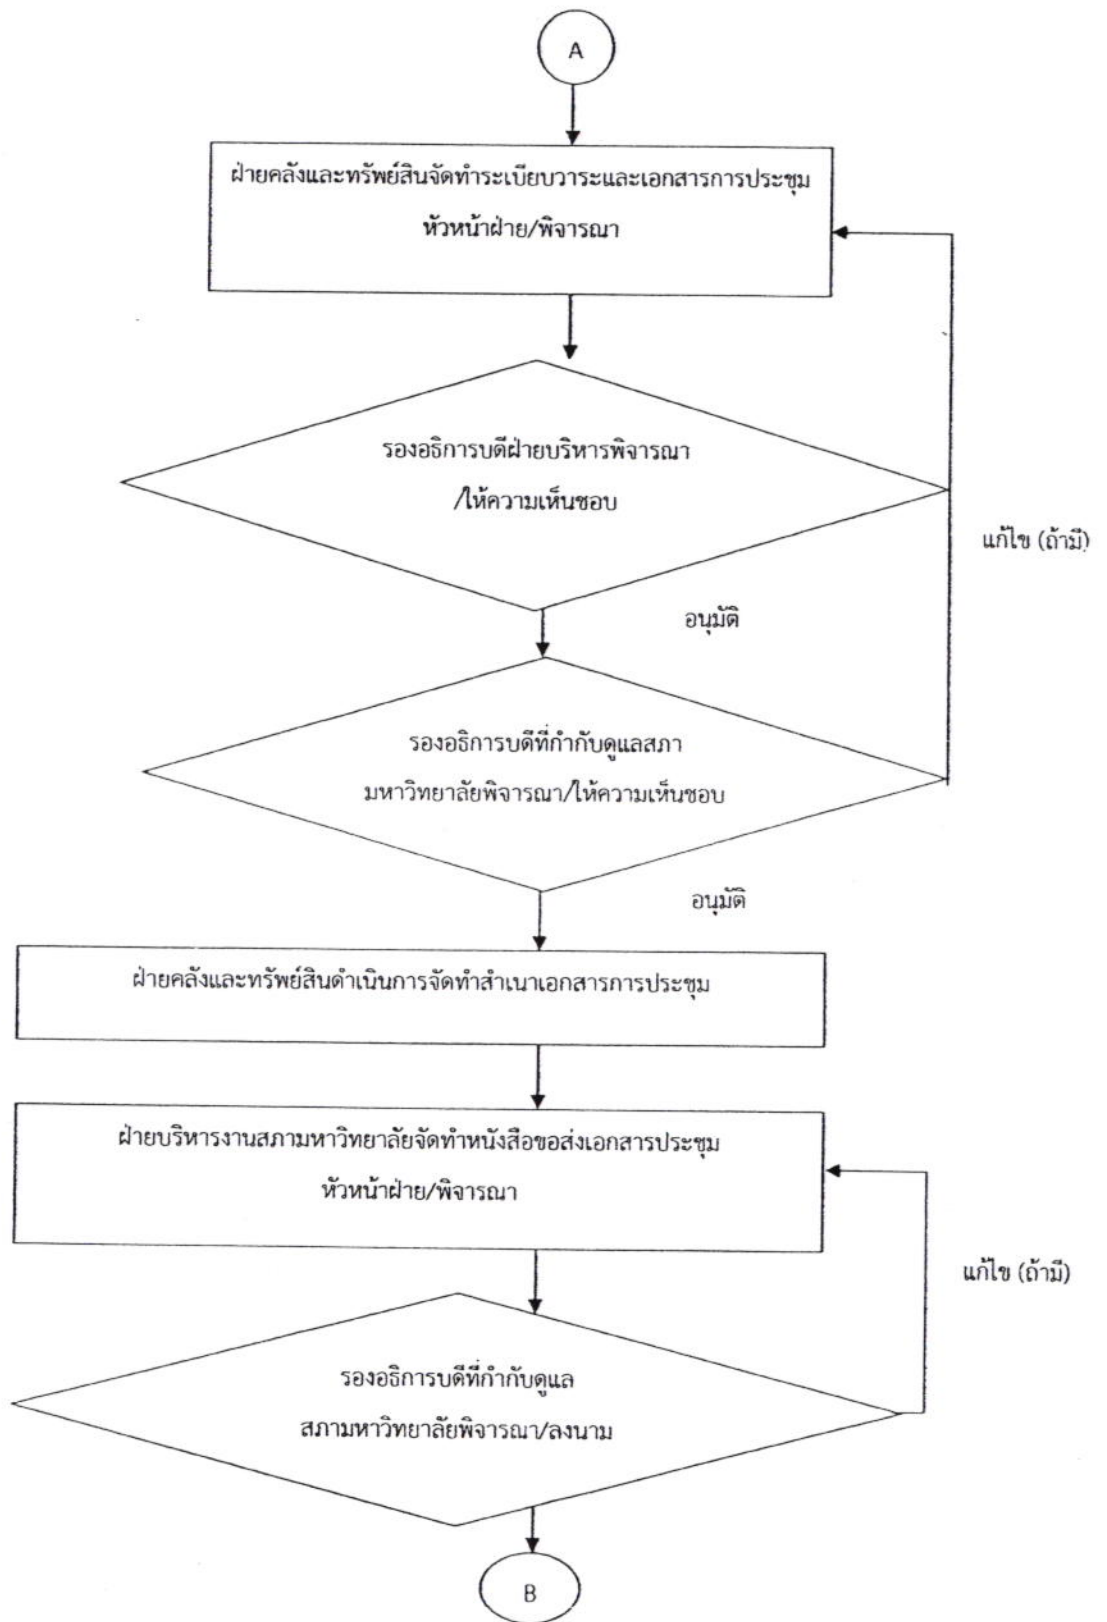 A
ฝ่ายคลังและทรัพย์สินจัดทำระเบียบวาระและเอกสารการประชุม
หัวหน้าฝ่าย/พิจารณา
รองอธิการบดีฝ่ายบริหารพิจารณา
/ให้ความเห็นชอบ
แก้ไข (ถ้ามี)
อนุมัติ
รองอธิการบดีที่กำกับดูแลสภา
มหาวิทยาลัยพิจารณา/ให้ความเห็นชอบ
อนุมัติ
ฝ่ายคลังและทรัพย์สินดำเนินการจัดทำสำเนาเอกสารการประชุม
ฝ่ายบริหารงานสภามหาวิทยาลัยจัดทำหนังสือขอส่งเอกสารประชุม
หัวหน้าฝ่าย/พิจารณา
แก้ไข (ถ้ามี)
รองอธิการบดีที่กำกับดูแล
สภามหาวิทยาลัยพิจารณา/ลงนาม
B